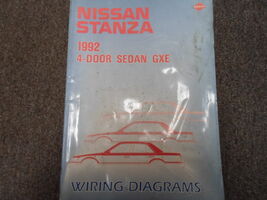 NISSAN
STANZA
1992
4-DOOR SEDAN GXE
WIRING DIAGRAMS